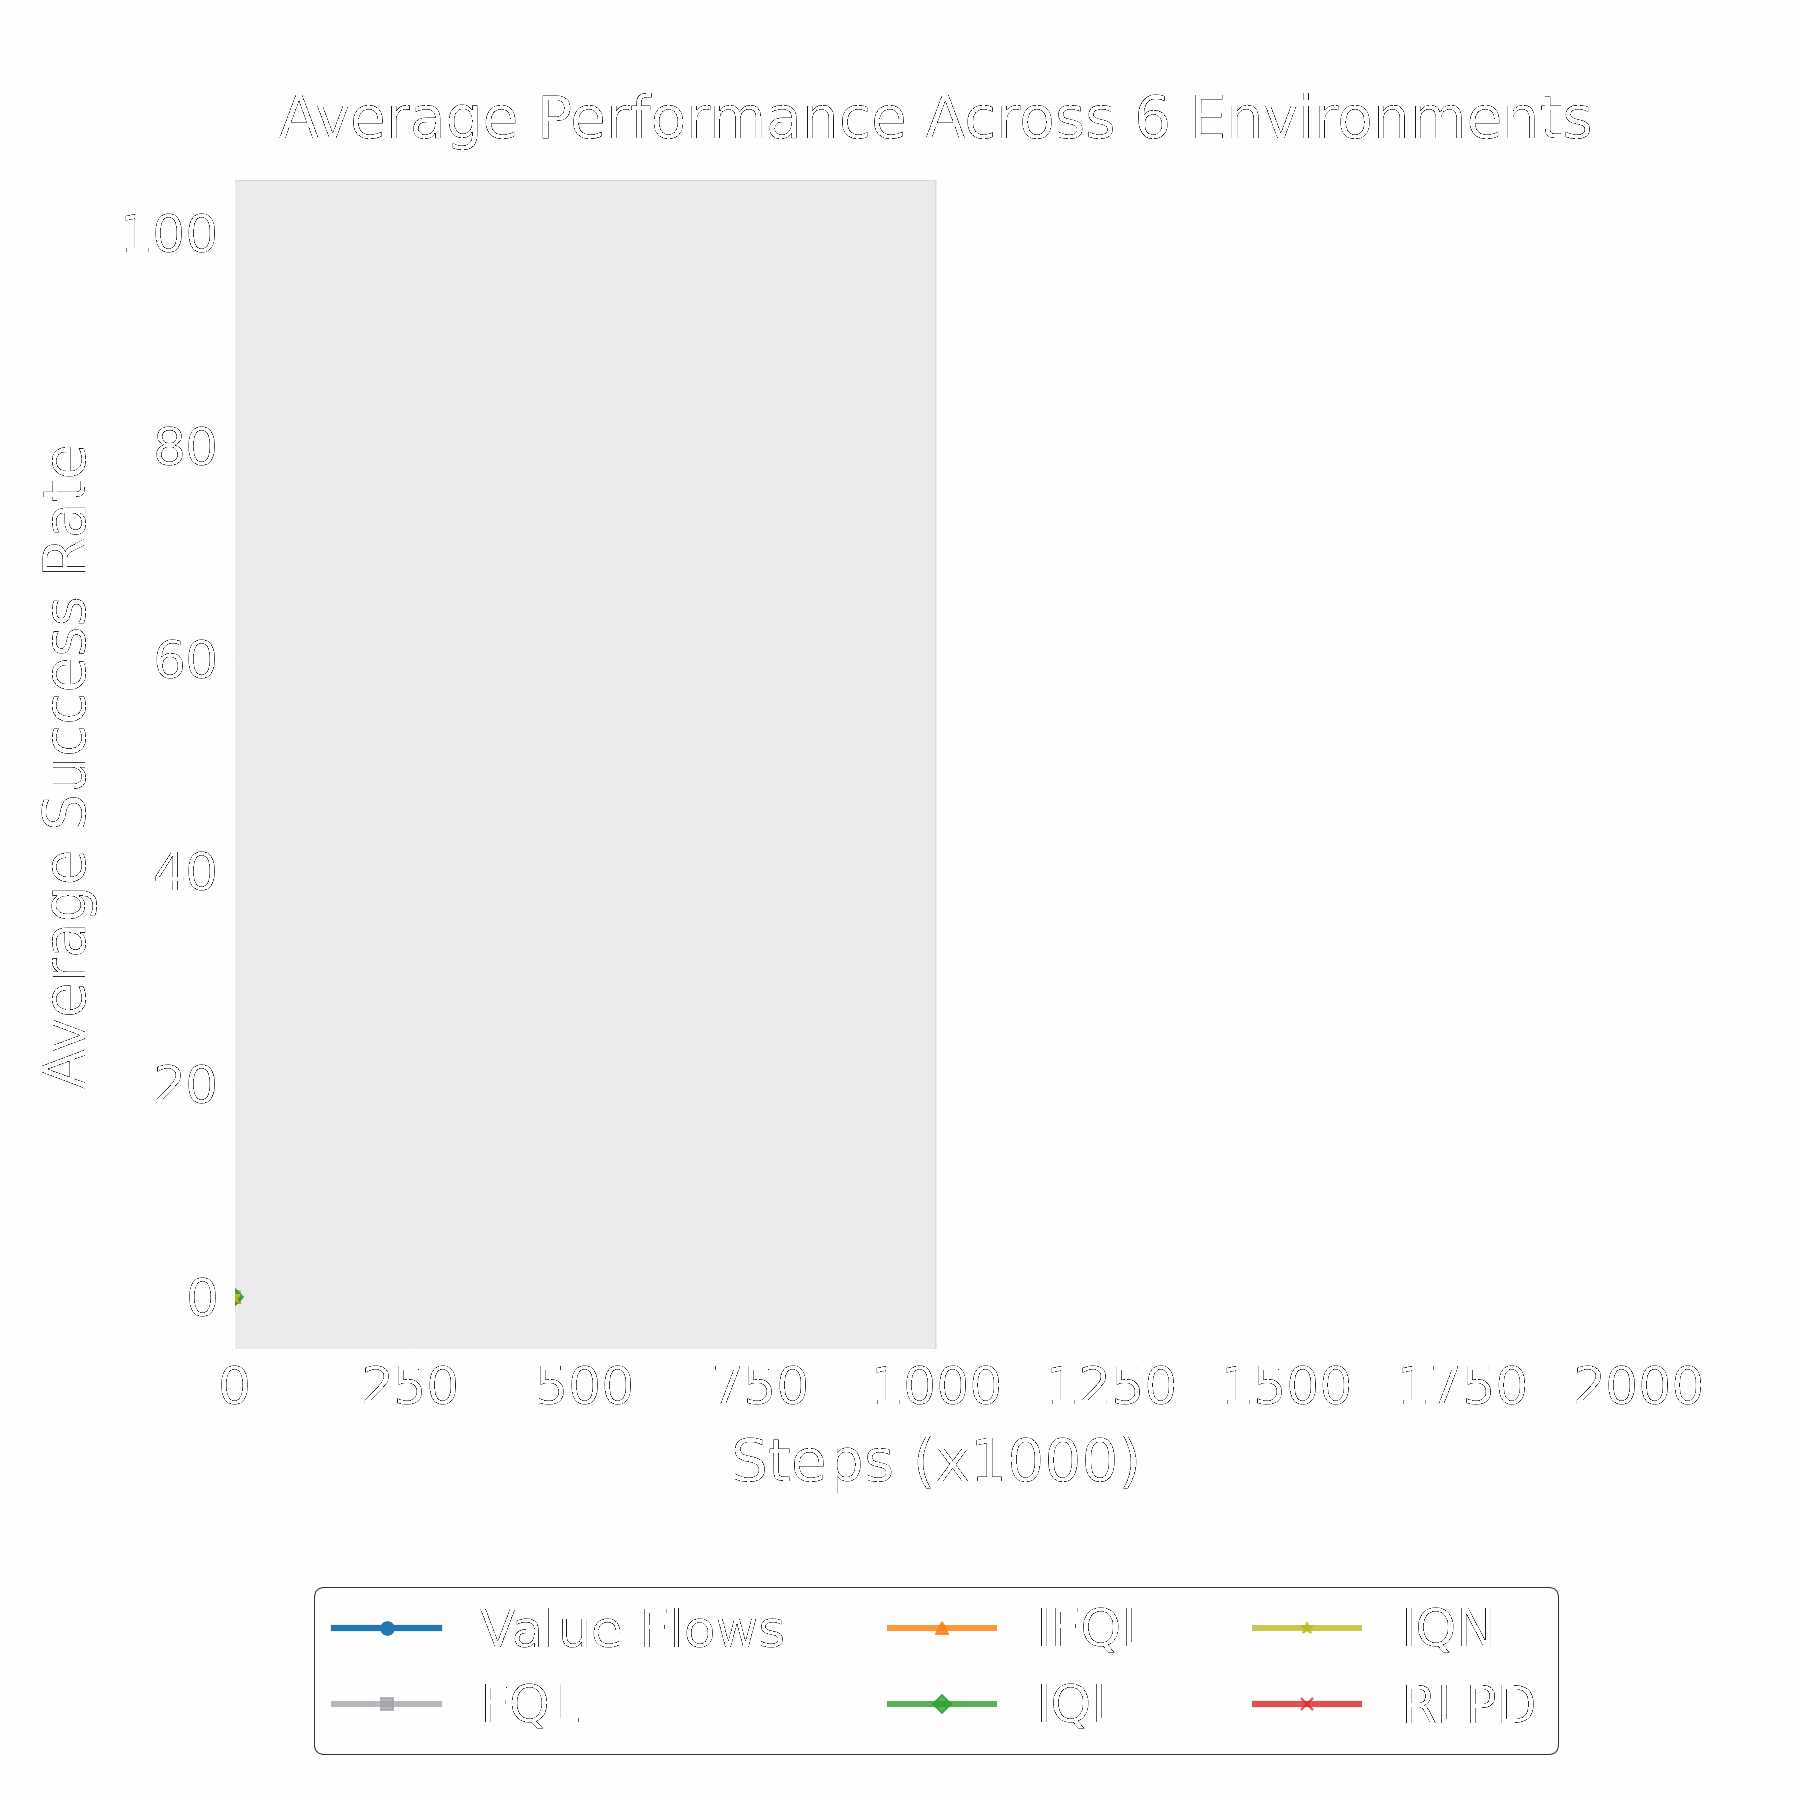 Average Performance Across 6 Environments
100
80
60
40
20
0
Average Success Rate
0 250 500 750 1000 1250 1500 1750 2000
Steps (x1000)
Value Flows IFQL IQN
FQL IQL RLPD